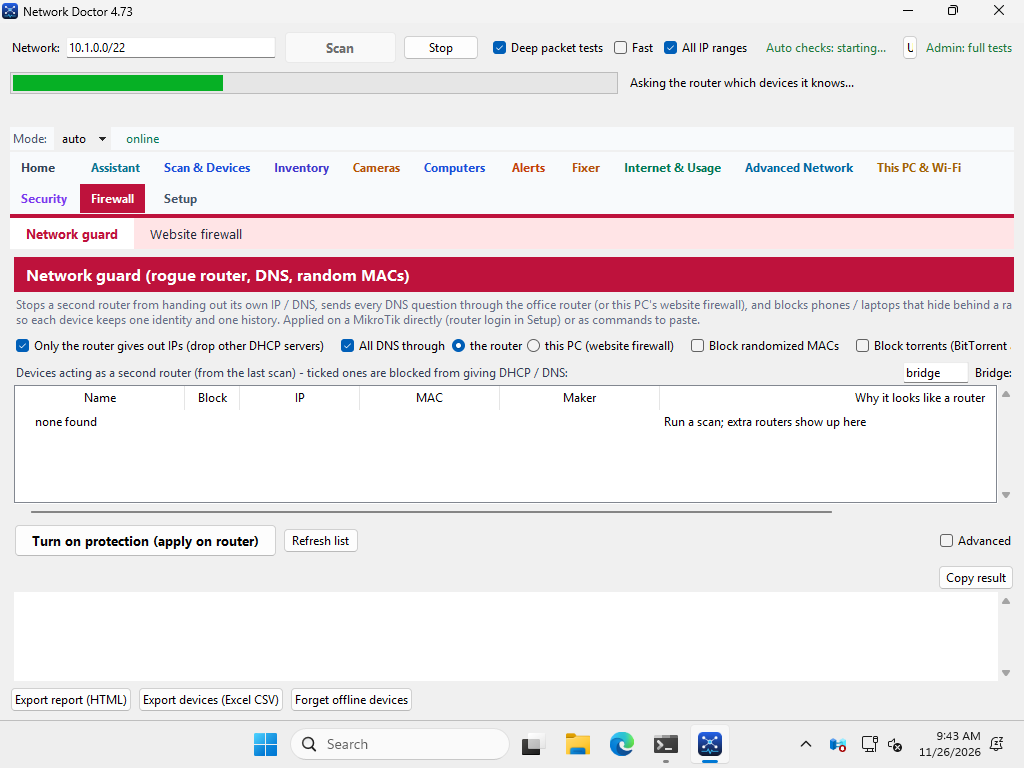 Network Doctor 4.73
Network: 10.1.0.0/22 Scan Stop Deep packet tests Fast All IP ranges Auto checks: starting... Admin: full tests
Asking the router which devices it knows...
Mode: auto online
Home Assistant Scan & Devices Inventory Cameras Computers Alerts Fixer Internet & Usage Advanced Network This PC & Wi-Fi
Security Firewall Setup
Network guard Website firewall
Network guard (rogue router, DNS, random MACs)
Stops a second router from handing out its own IP / DNS, sends every DNS question through the office router (or this PC's website firewall), and blocks phones / laptops that hide behind a ra
so each device keeps one identity and one history. Applied on a MikroTik directly (router login in Setup) or as commands to paste.
Only the router gives out IPs (drop other DHCP servers) All DNS through the router this PC (website firewall) Block randomized MACs Block torrents (BitTorrent
Devices acting as a second router (from the last scan) - ticked ones are blocked from giving DHCP / DNS: bridge Bridge:
Name Block IP MAC Maker Why it looks like a router
none found Run a scan; extra routers show up here
Turn on protection (apply on router) Refresh list Advanced
Copy result
Export report (HTML) Export devices (Excel CSV) Forget offline devices
Search
9:43 AM
11/26/2026